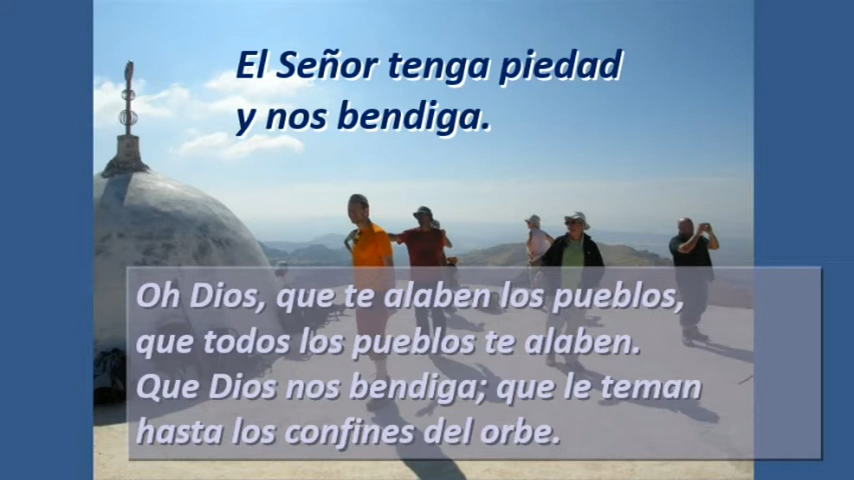 El Señor tenga piedad
y nos bendiga.
Oh Dios, que te alaben los pueblos,
que todos los pueblos te alaben.
Que Dios nos bendiga; que le teman
hasta los confines del orbe.